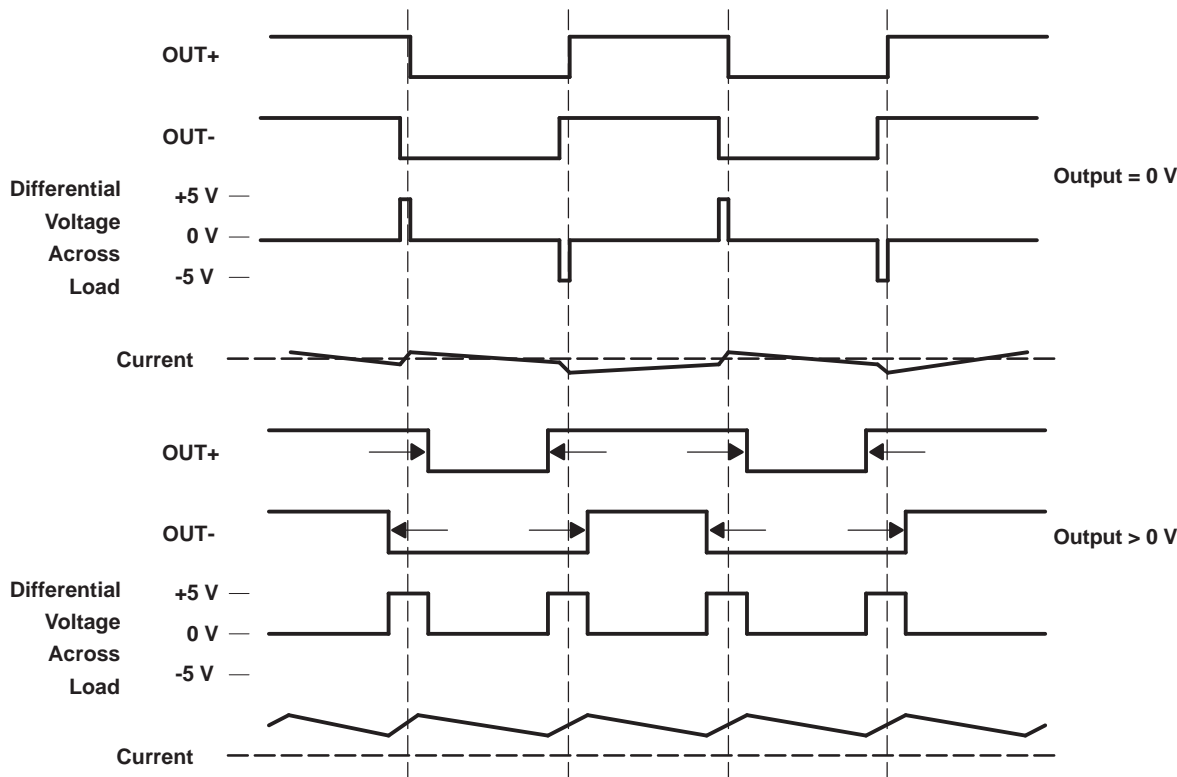 OUT+
OUT-
Output = 0 V
Differential
Voltage
Across
Load
+5 V
0 V
-5 V
Current
OUT+
OUT-
Output > 0 V
Differential
Voltage
Across
Load
+5 V
0 V
-5 V
Current